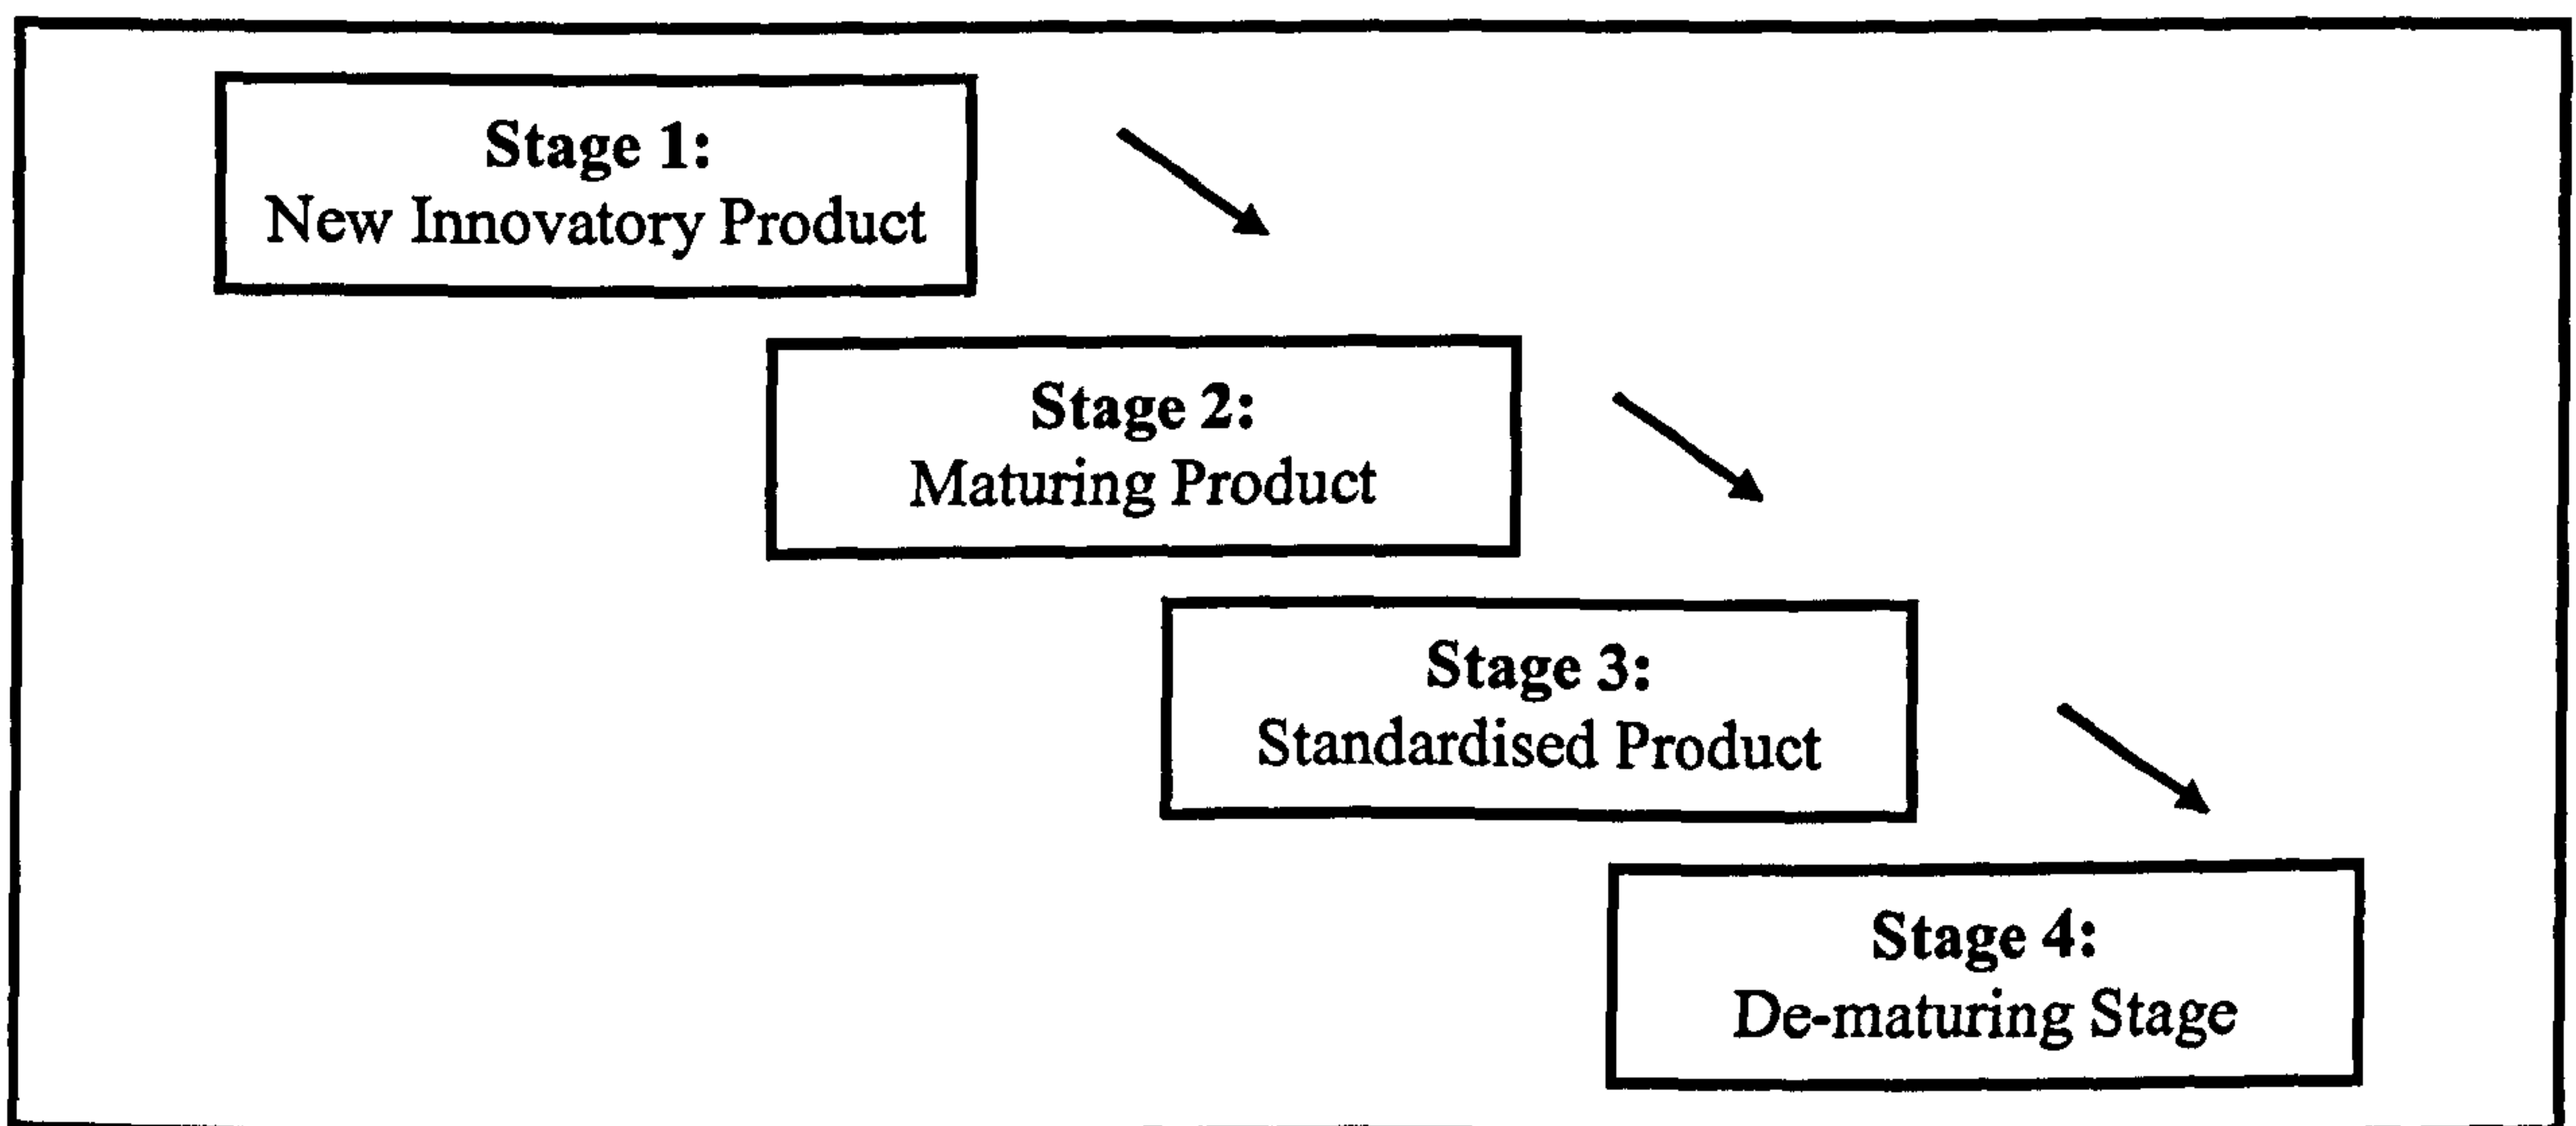 Stage 1:
New Innovatory Product
Stage 2:
Maturing Product
Stage 3:
Standardised Product
Stage 4:
De-maturing Stage